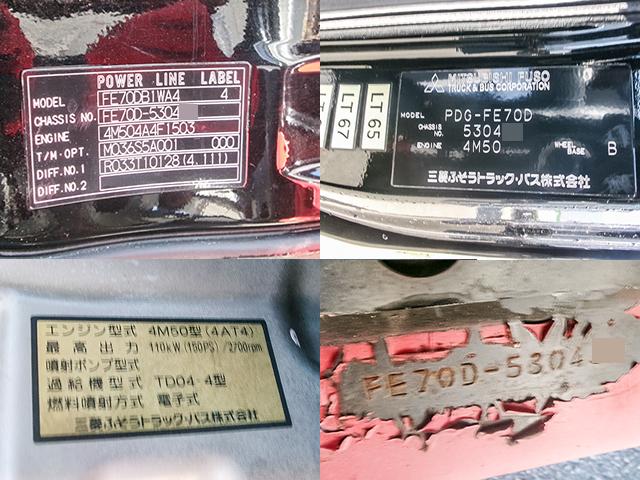 POWER LINE LABEL
MODEL FE70DB1WA4 4
CHASSIS NO. FE70D-5304
ENGINE 4M504A4F1503
T/M・OPT. M036S5A001 000
DIFF.NO.1 R033T10128(4.111)
DIFF.NO.2
LT 67
LT 65
MITSUBISHI FUSO
TRUCK & BUS CORPORATION
MODEL PDG-FE70D
CHASSIS NO. 5304
ENGINE NO. 4M50 WHEEL BASE B
三菱ふそうトラック・バス株式会社
エンジン型式 4M50型(4AT4)
最高出力 110kW(150PS)/2700rpm
噴射ポンプ型式
過給機型式 TD04-4型
燃料噴射方式 電子式
三菱ふそうトラック・バス株式会社
FE70D-5304